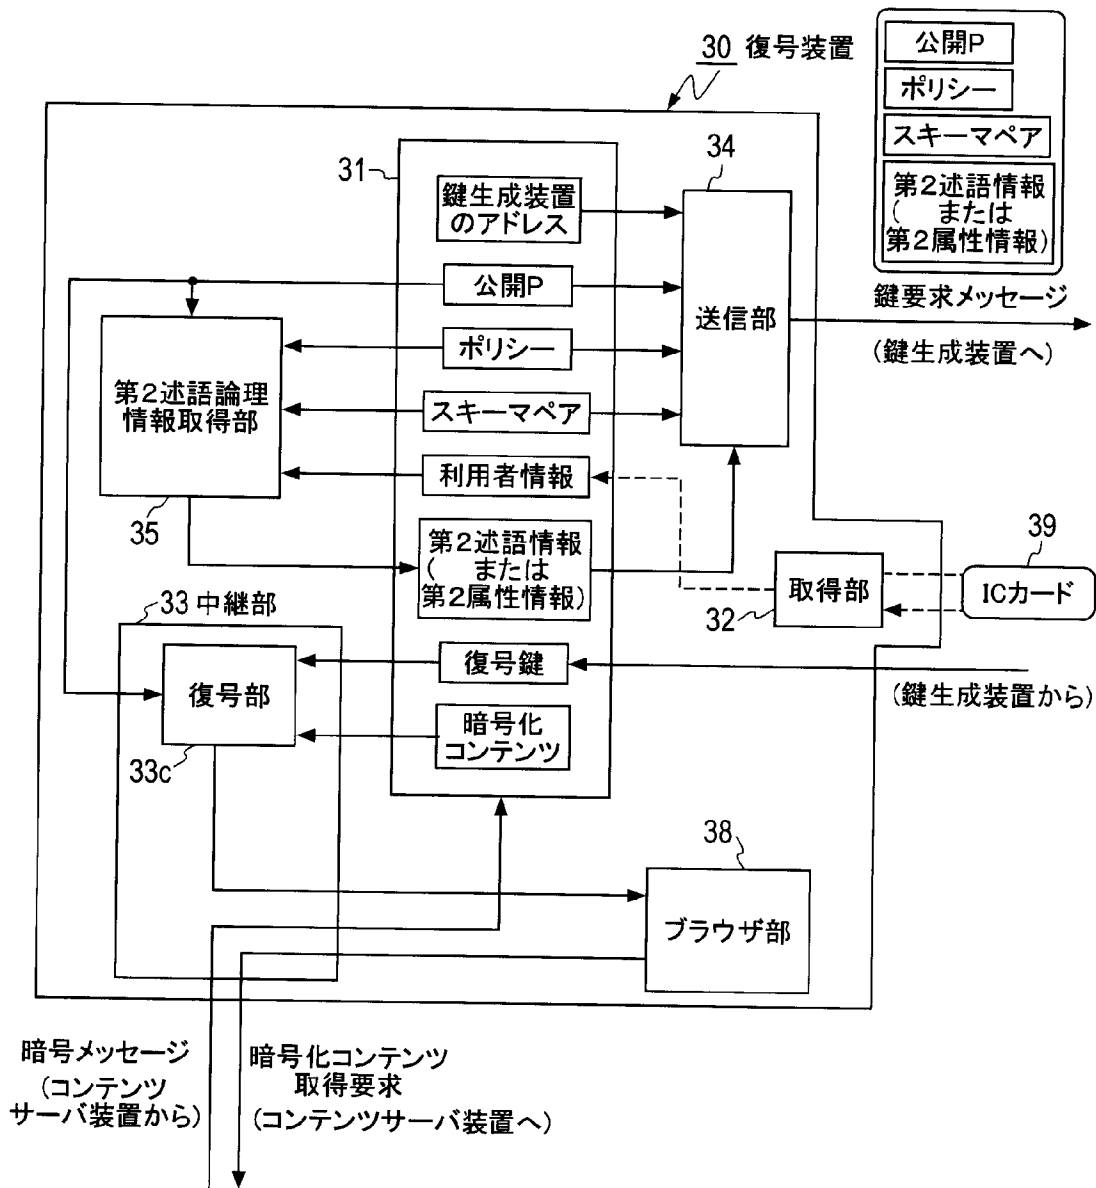 30 復号装置
公開P
ポリシー
スキーマペア
第2述語情報
( または
第2属性情報)
鍵要求メッセージ
(鍵生成装置へ)
31
鍵生成装置
のアドレス
公開P
ポリシー
スキーマペア
利用者情報
第2述語情報
( または
第2属性情報)
復号鍵
暗号化
コンテンツ
34
送信部
第2述語論理
情報取得部
35
39
ICカード
取得部
32
33 中継部
復号部
33c
(鍵生成装置から)
38
ブラウザ部
暗号メッセージ
(コンテンツ
サーバ装置から)
暗号化コンテンツ
取得要求
(コンテンツサーバ装置へ)